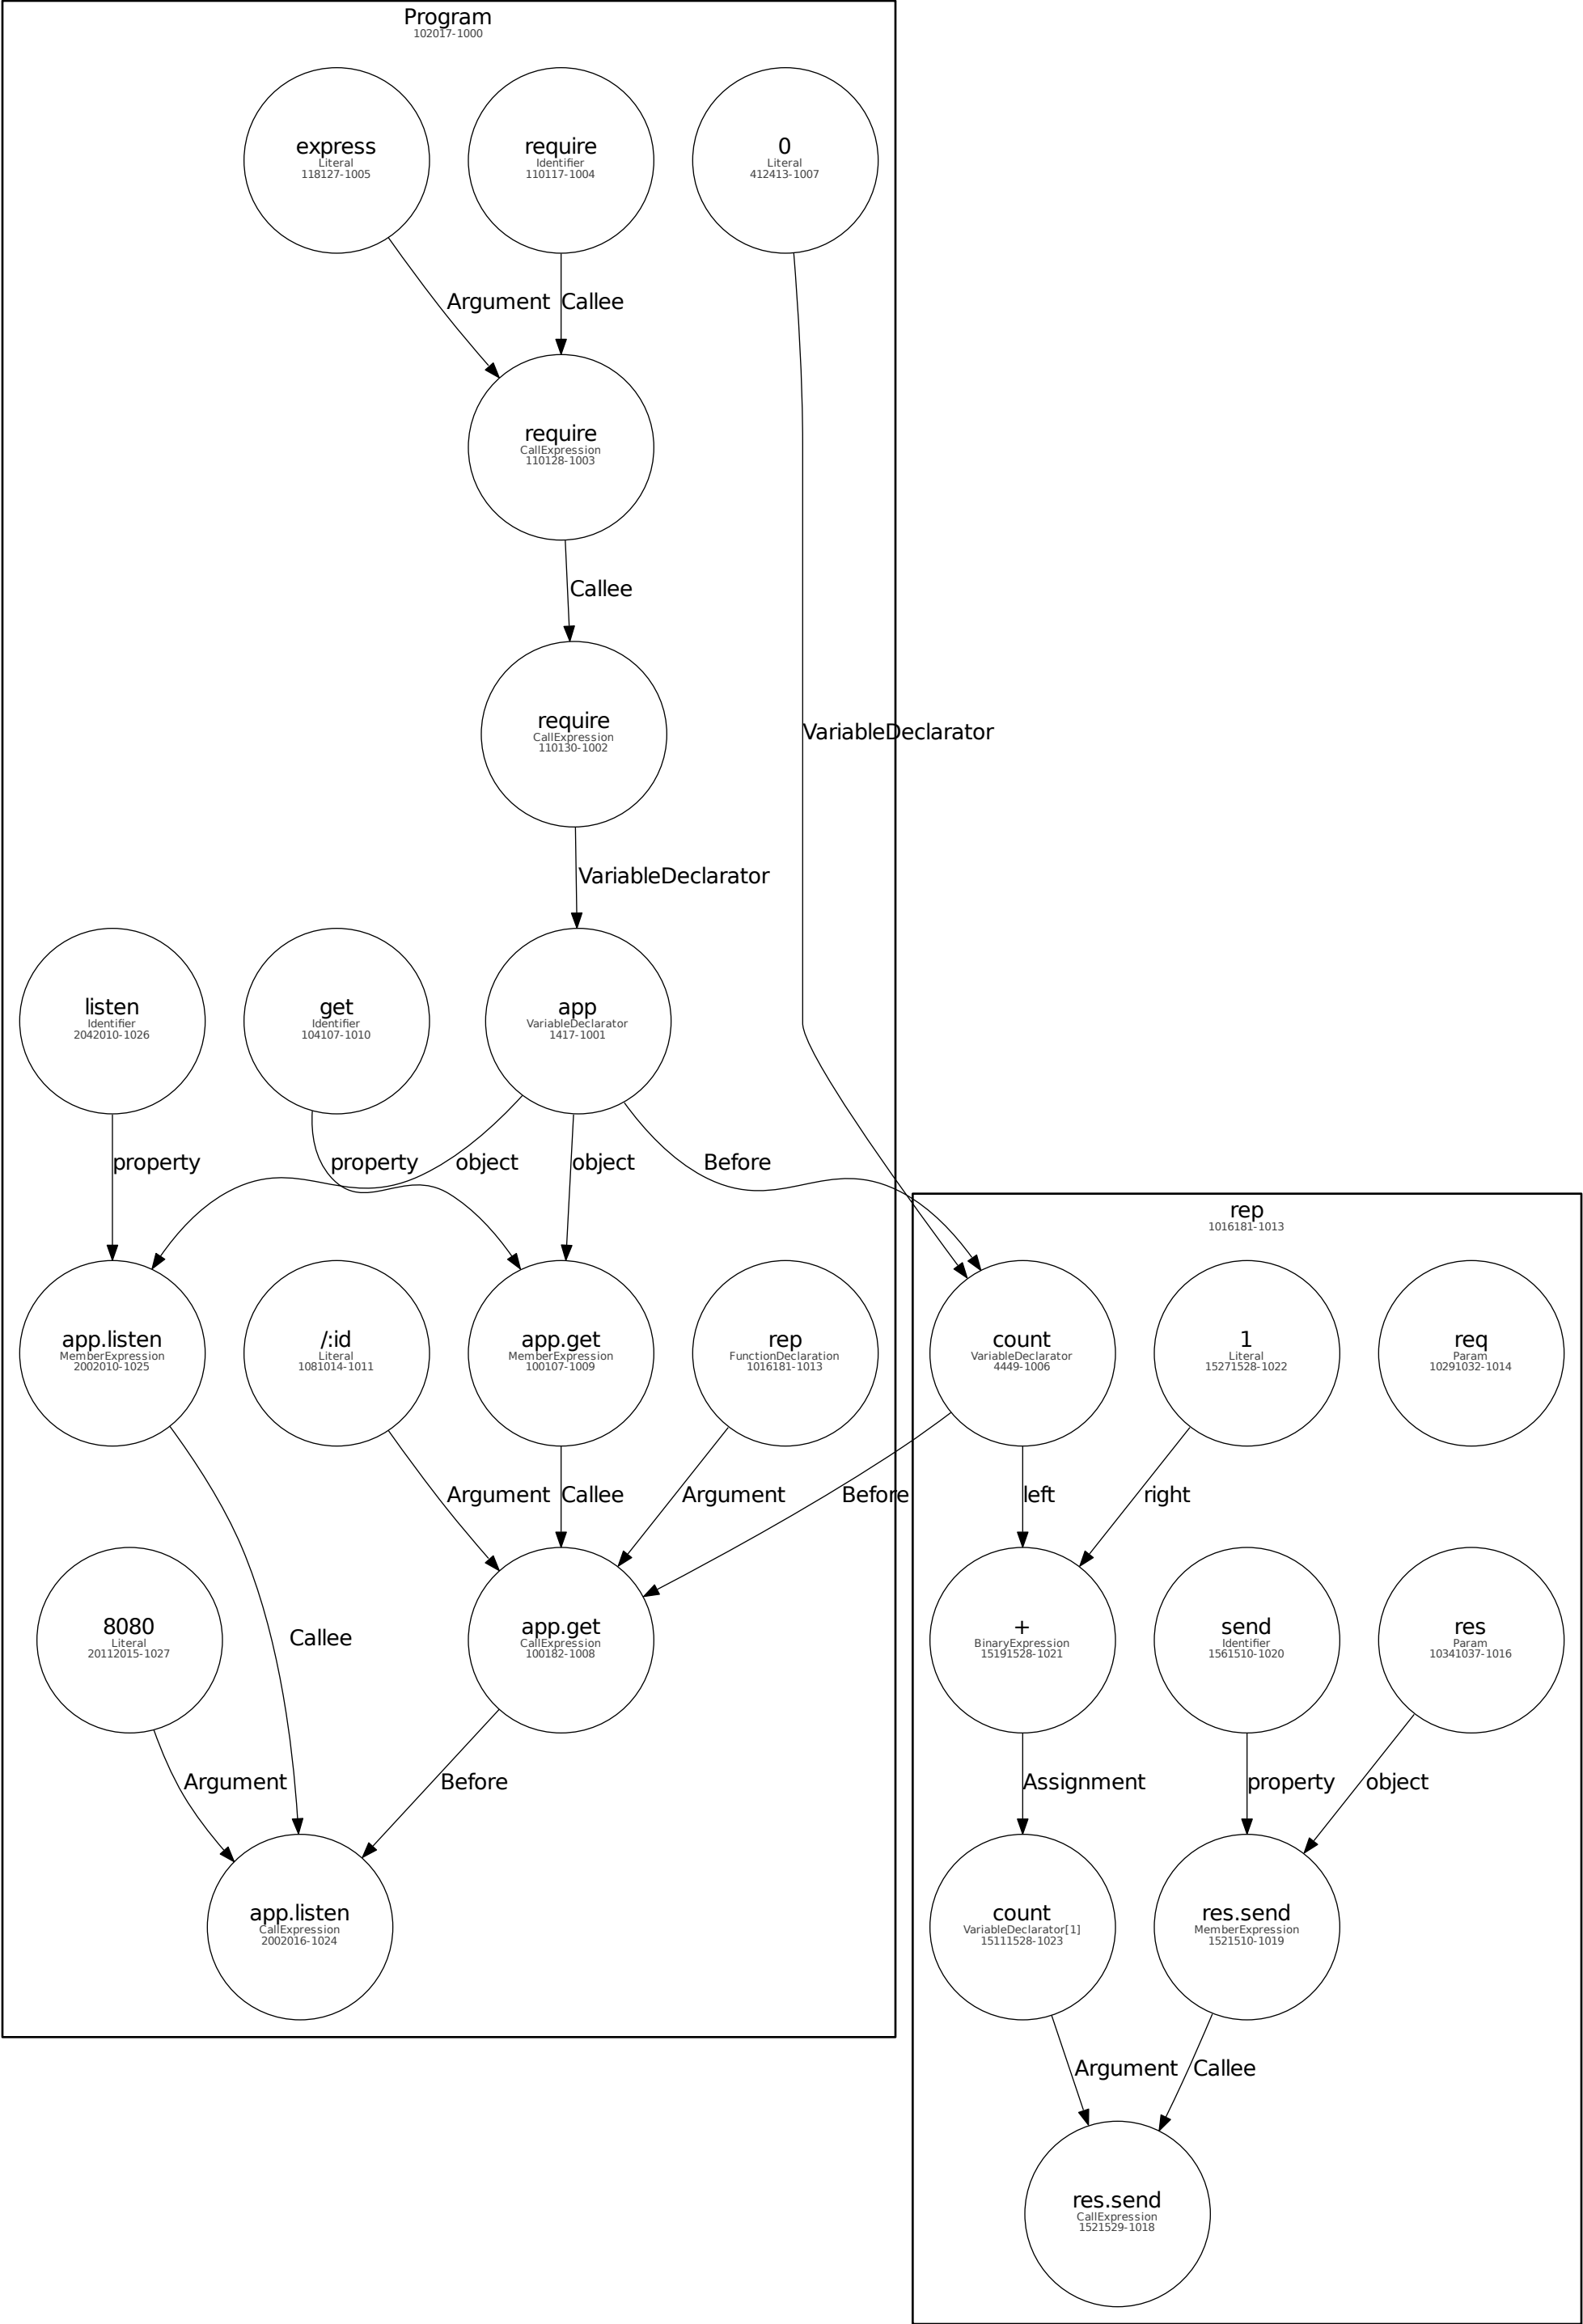 Program
102017-1000
express
Literal
118127-1005
require
Identifier
110117-1004
0
Literal
412413-1007
Argument
Callee
require
CallExpression
110128-1003
Callee
require
CallExpression
110130-1002
VariableDeclarator
VariableDeclarator
listen
Identifier
2042010-1026
get
Identifier
104107-1010
app
VariableDeclarator
1417-1001
property
property
object
object
Before
rep
1016181-1013
app.listen
MemberExpression
2002010-1025
/:id
Literal
1081014-1011
app.get
MemberExpression
100107-1009
rep
FunctionDeclaration
1016181-1013
count
VariableDeclarator
4449-1006
1
Literal
15271528-1022
req
Param
10291032-1014
Argument
Callee
Argument
Before
left
right
8080
Literal
20112015-1027
Callee
app.get
CallExpression
100182-1008
+
BinaryExpression
15191528-1021
send
Identifier
1561510-1020
res
Param
10341037-1016
Argument
Before
Assignment
property
object
app.listen
CallExpression
2002016-1024
count
VariableDeclarator[1]
15111528-1023
res.send
MemberExpression
1521510-1019
Argument
Callee
res.send
CallExpression
1521529-1018